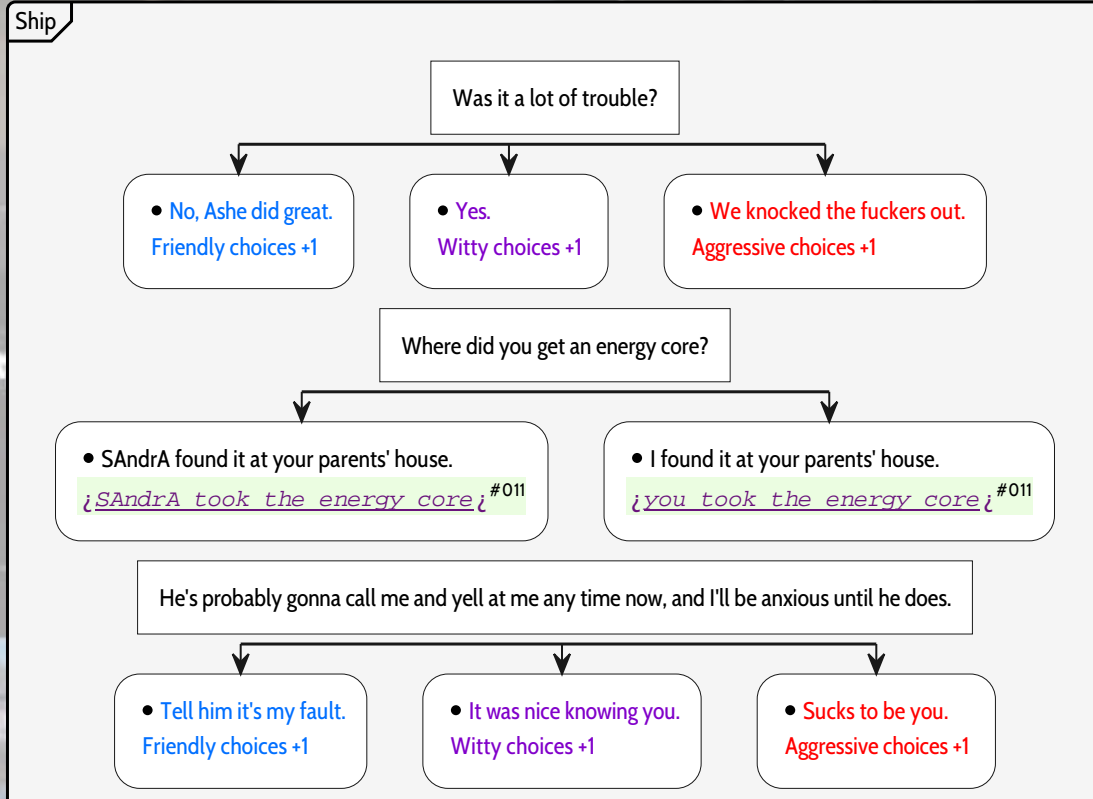 Ship
Was it a lot of trouble?
• No, Ashe did great.
Friendly choices +1
• Yes.
Witty choices +1
• We knocked the fuckers out.
Aggressive choices +1
Where did you get an energy core?
• SAndrA found it at your parents' house.
¿SAndrA took the energy core¿#011
• I found it at your parents' house.
¿you took the energy core¿#011
He's probably gonna call me and yell at me any time now, and I'll be anxious until he does.
• Tell him it's my fault.
Friendly choices +1
• It was nice knowing you.
Witty choices +1
• Sucks to be you.
Aggressive choices +1